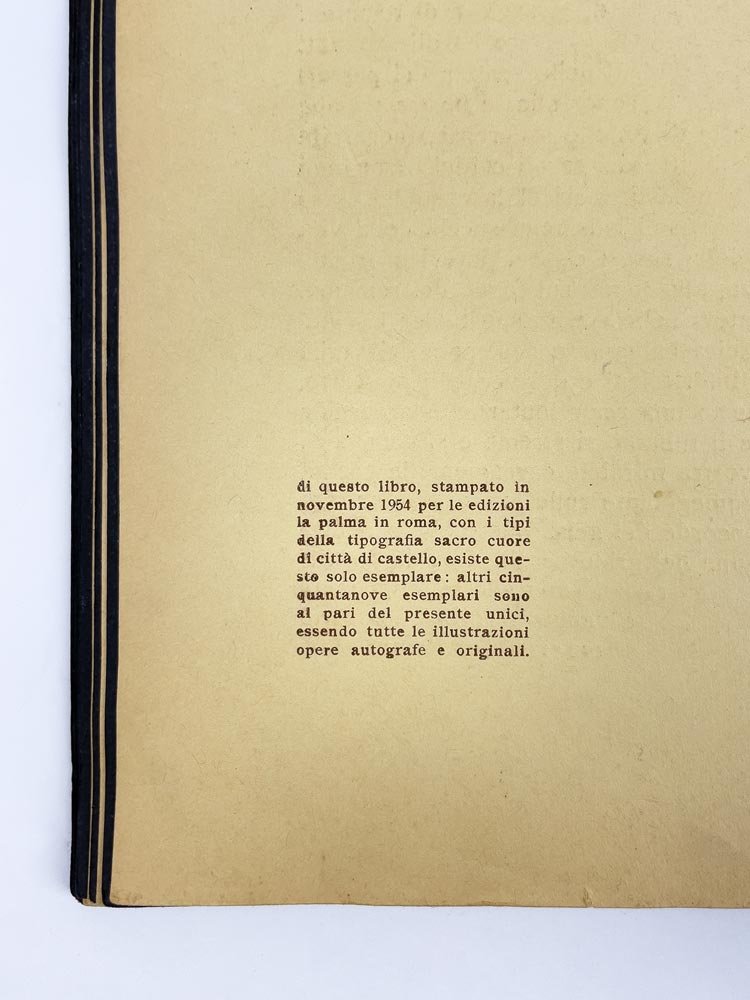 di questo libro, stampato in
novembre 1954 per le edizioni
la palma in roma, con i tipi
della tipografia sacro cuore
di città di castello, esiste que-
sto solo esemplare: altri cin-
quantanove esemplari sono
al pari del presente unici,
essendo tutte le illustrazioni
opere autografe e originali.